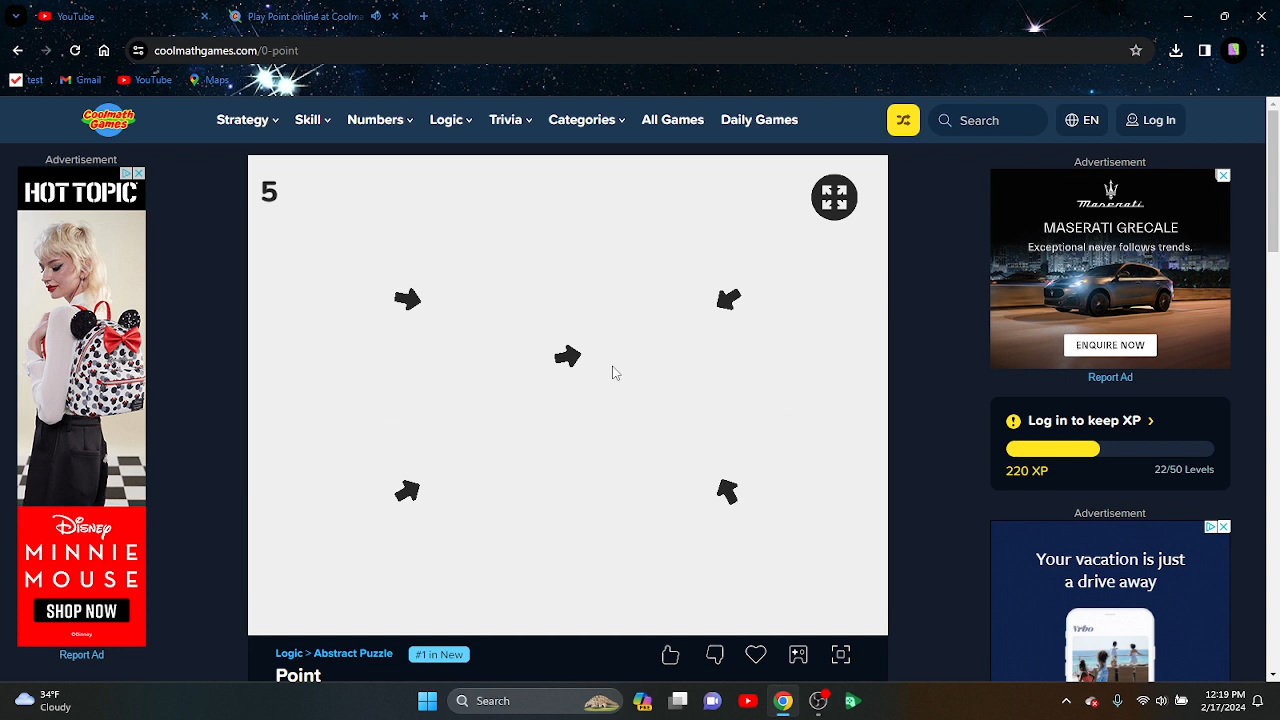 YouTube
Play Point online at Coolma
coolmathgames.com/0-point
test
Gmail
YouTube
Maps
Coolmath Games
Strategy
Skill
Numbers
Logic
Trivia
Categories
All Games
Daily Games
Search
EN
Log In
Advertisement
HOT TOPIC
Disney
MINNIE
MOUSE
SHOP NOW
©Disney
Report Ad
5
Logic > Abstract Puzzle
#1 in New
Point
Advertisement
Maserati
MASERATI GRECALE
Exceptional never follows trends.
ENQUIRE NOW
Report Ad
Log in to keep XP
220 XP
22/50 Levels
Advertisement
Your vacation is just
a drive away
Vrbo
34°F
Cloudy
Search
12:19 PM
2/17/2024